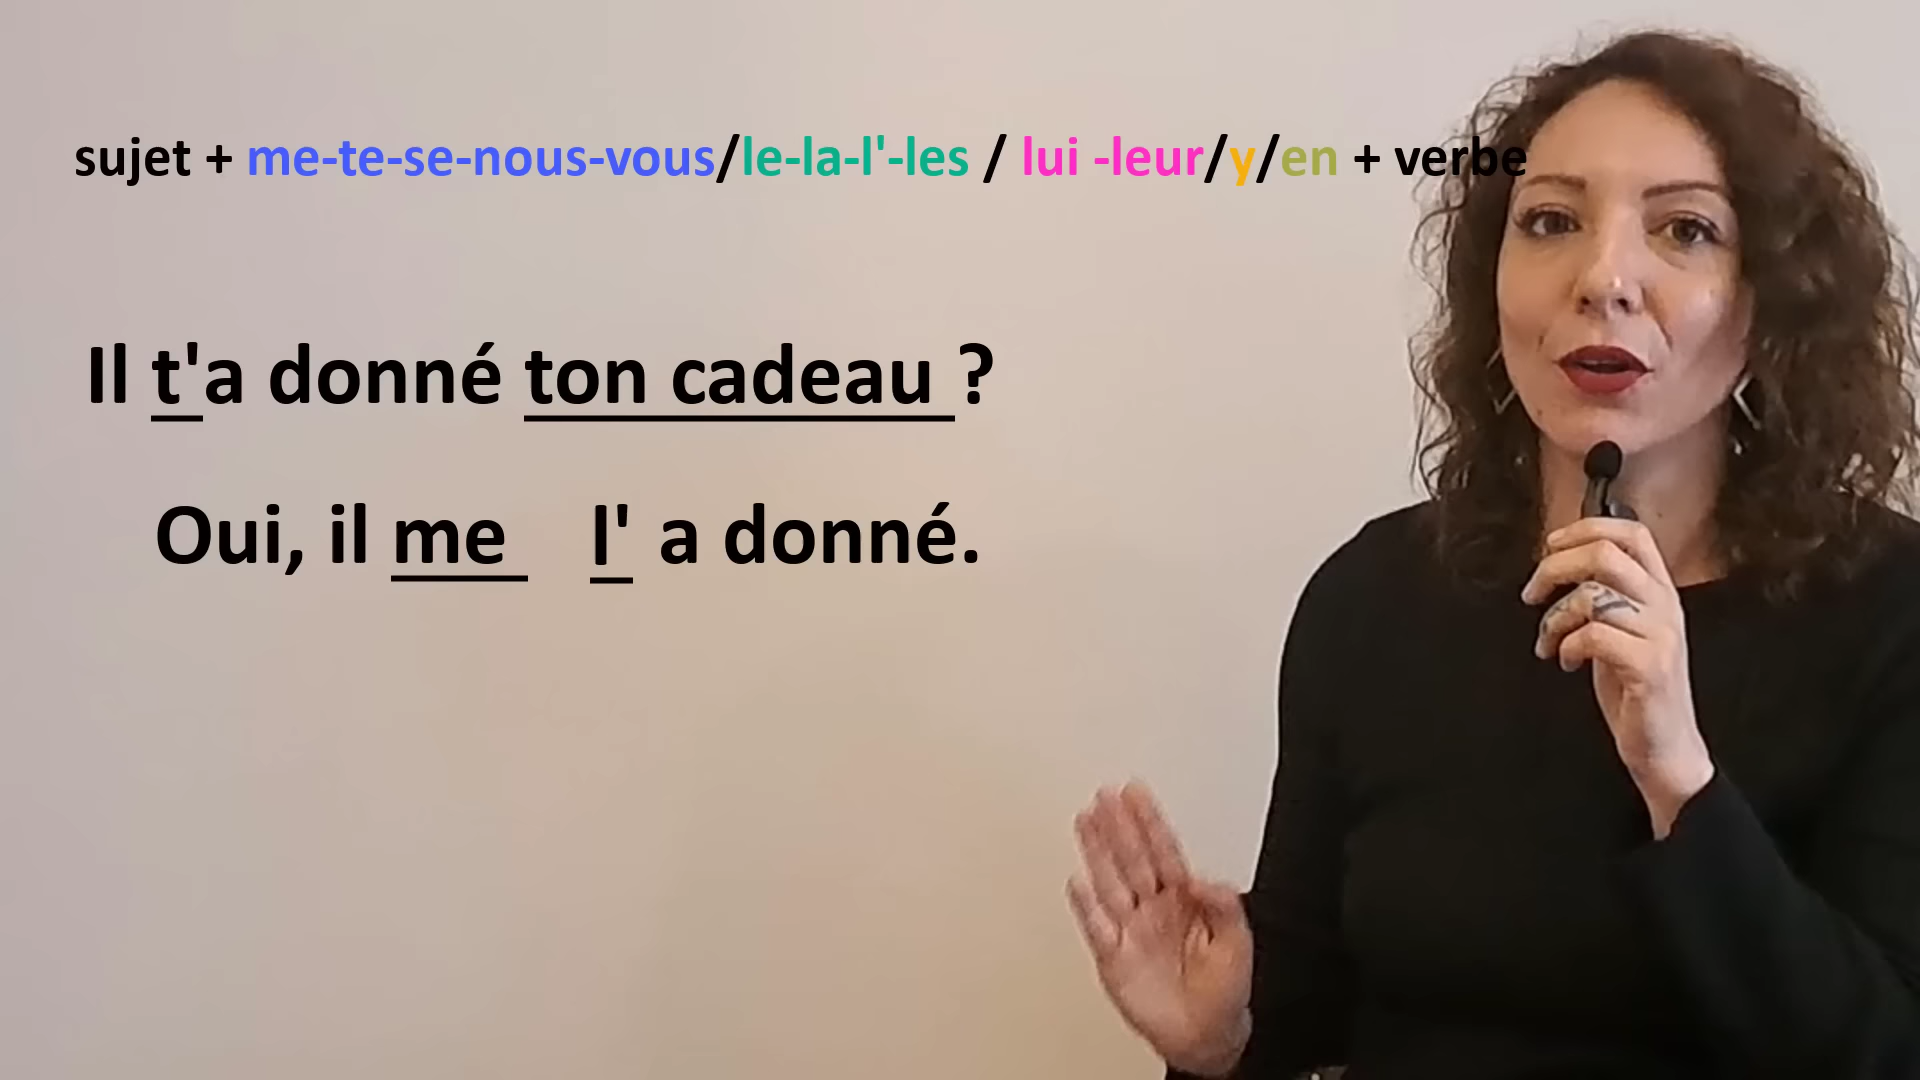 sujet + me-te-se-nous-vous/le-la-l'-les / lui -leur/y/en + verbe
Il t'a donné ton cadeau ?
Oui, il me l' a donné.